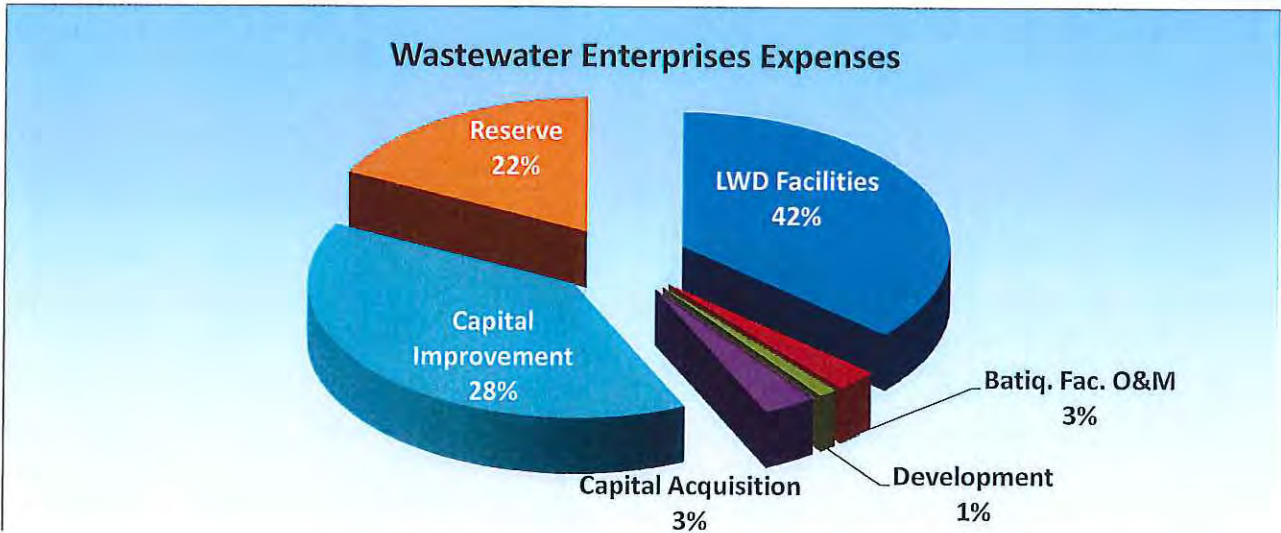 Wastewater Enterprises Expenses
Reserve
22%
LWD Facilities
42%
Capital
Improvement
28%
Batiq. Fac. O&M
3%
Development
1%
Capital Acquisition
3%